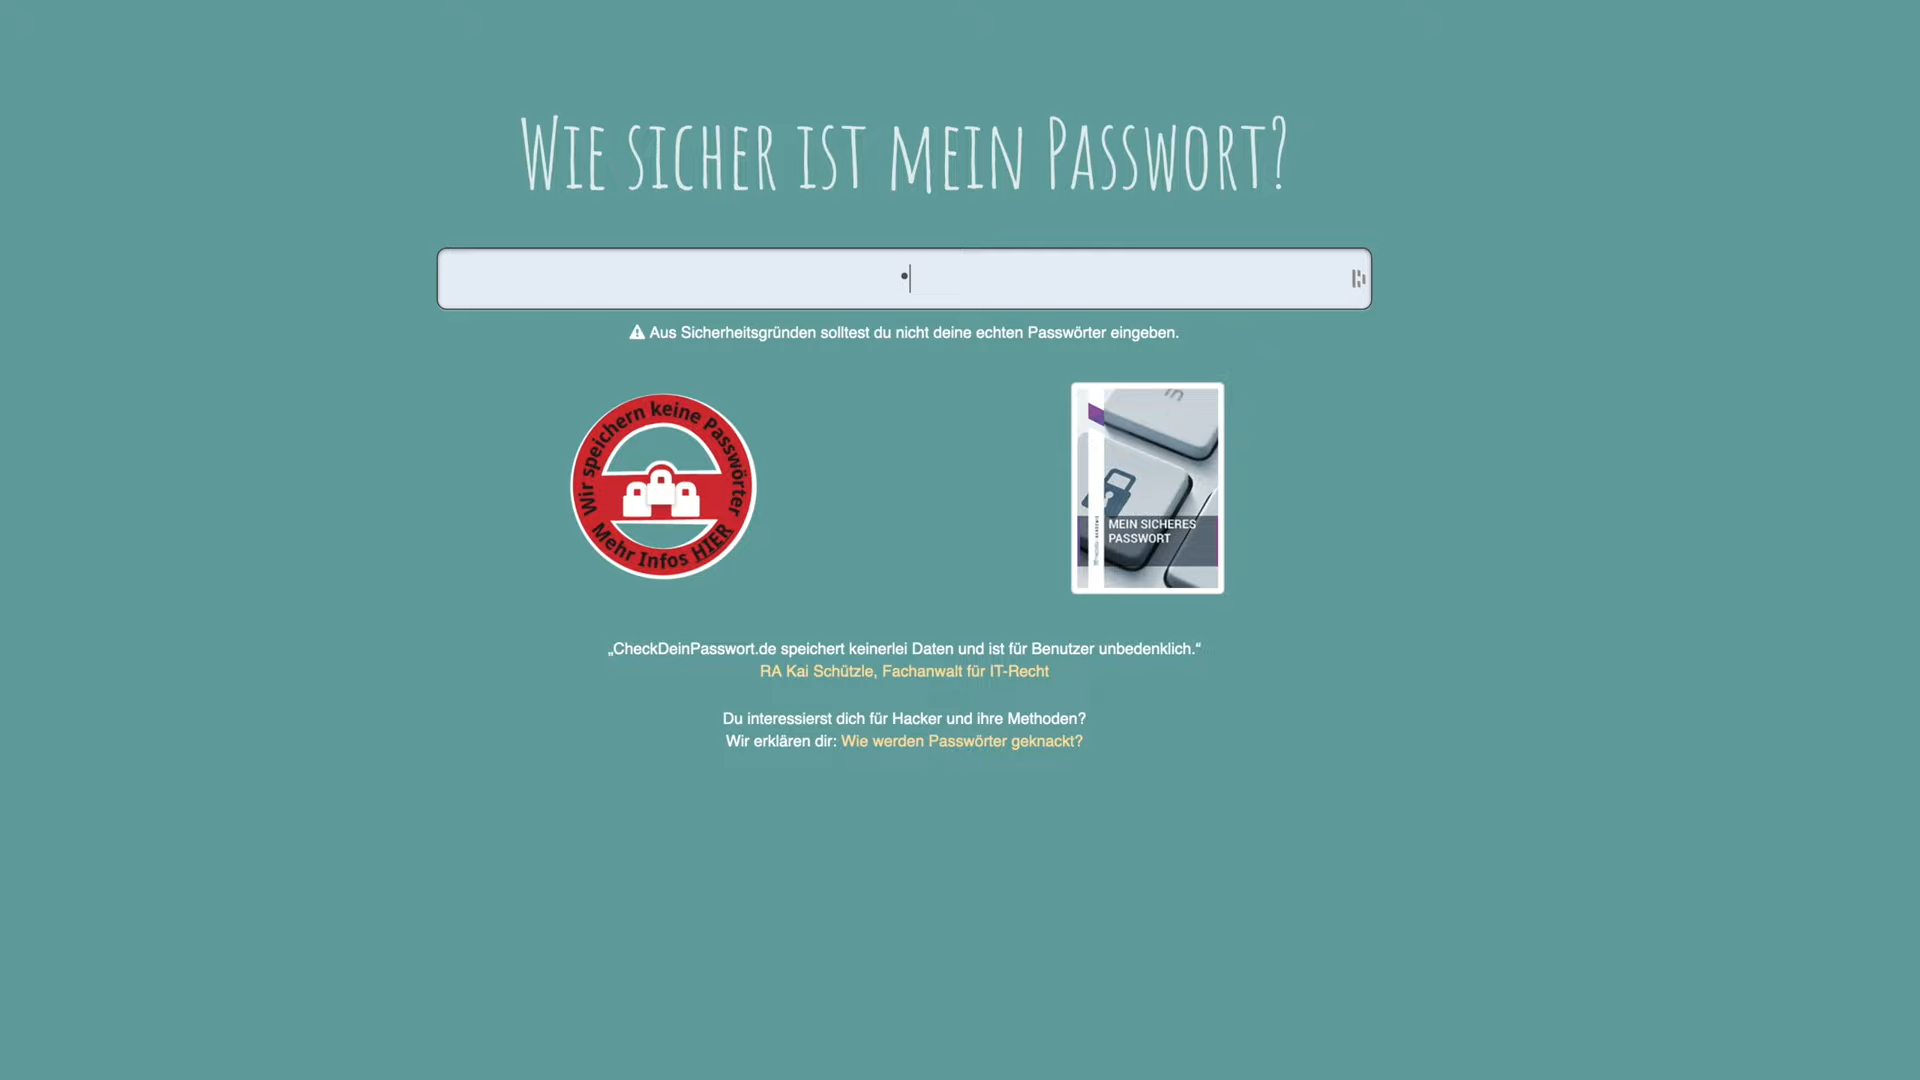 Wie sicher ist mein Passwort?
Aus Sicherheitsgründen solltest du nicht deine echten Passwörter eingeben.
Wir speichern keine Passwörter
Mehr Infos HIER
MEIN SICHERES
PASSWORT
„CheckDeinPasswort.de speichert keinerlei Daten und ist für Benutzer unbedenklich.“
RA Kai Schützle, Fachanwalt für IT-Recht
Du interessierst dich für Hacker und ihre Methoden?
Wir erklären dir: Wie werden Passwörter geknackt?